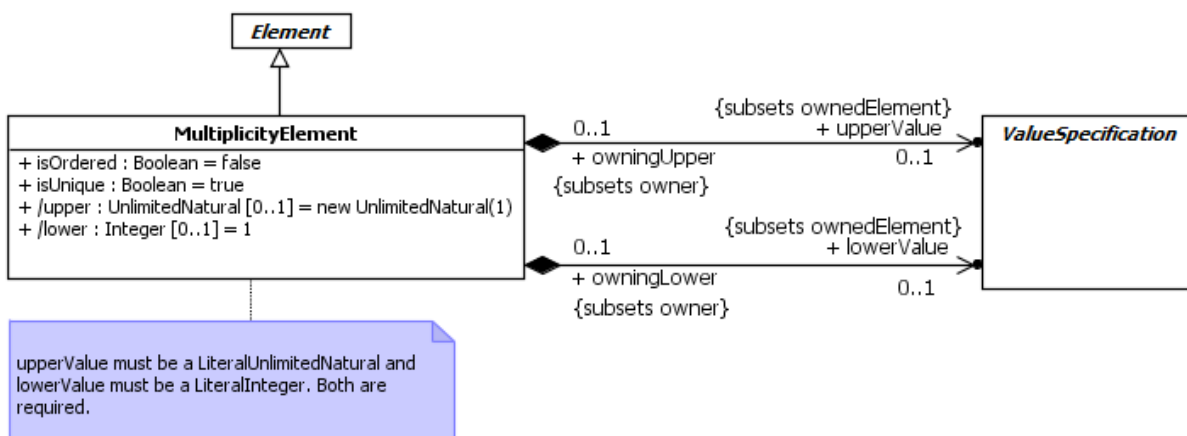 Element
MultiplicityElement
+ isOrdered : Boolean = false
+ isUnique : Boolean = true
+ /upper : UnlimitedNatural [0..1] = new UnlimitedNatural(1)
+ /lower : Integer [0..1] = 1
0..1
+ owningUpper
{subsets owner}
{subsets ownedElement}
+ upperValue
0..1
0..1
+ owningLower
{subsets owner}
{subsets ownedElement}
+ lowerValue
0..1
ValueSpecification
upperValue must be a LiteralUnlimitedNatural and
lowerValue must be a LiteralInteger. Both are
required.